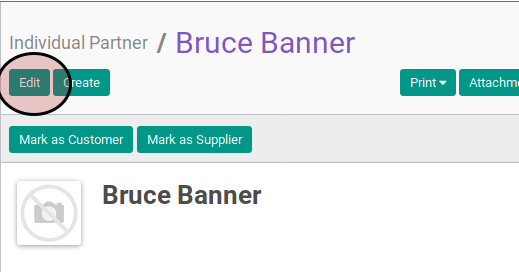 Individual Partner / Bruce Banner
Edit Create Print Attachm
Mark as Customer Mark as Supplier
Bruce Banner